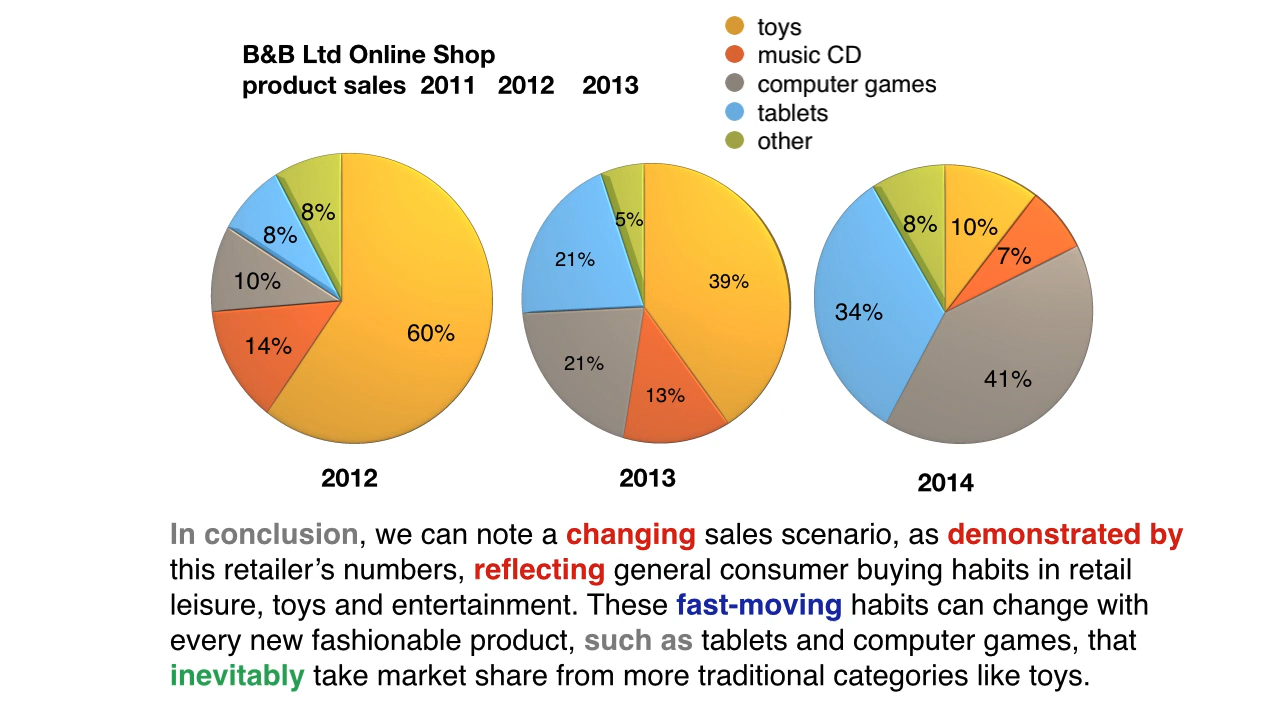 B&B Ltd Online Shop
product sales 2011 2012 2013
toys
music CD
computer games
tablets
other
8%
8%
10%
14%
60%
5%
21%
39%
21%
13%
8%
10%
7%
34%
41%
2012
2013
2014
In conclusion, we can note a changing sales scenario, as demonstrated by
this retailer’s numbers, reflecting general consumer buying habits in retail
leisure, toys and entertainment. These fast-moving habits can change with
every new fashionable product, such as tablets and computer games, that
inevitably take market share from more traditional categories like toys.